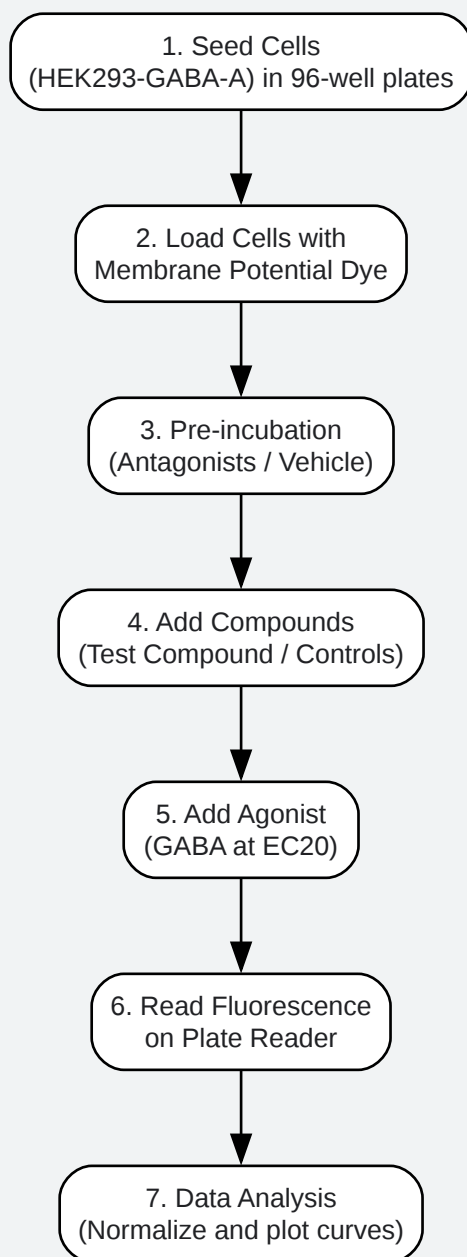 1. Seed Cells
(HEK293-GABA-A) in 96-well plates
2. Load Cells with
Membrane Potential Dye
3. Pre-incubation
(Antagonists / Vehicle)
4. Add Compounds
(Test Compound / Controls)
5. Add Agonist
(GABA at EC20)
6. Read Fluorescence
on Plate Reader
7. Data Analysis
(Normalize and plot curves)